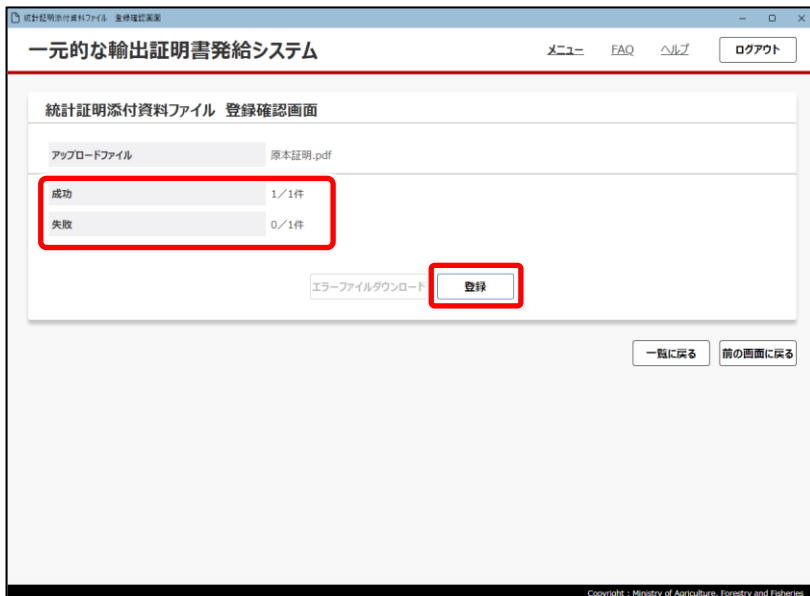 統計証明添付資料ファイル 登録確認画面
一元的な輸出証明書発給システム
メニュー FAQ ヘルプ ログアウト
統計証明添付資料ファイル 登録確認画面
アップロードファイル 原本証明.pdf
成功 1/1件
失敗 0/1件
エラーファイルダウンロード 登録
一覧に戻る 前の画面に戻る
Copyright : Ministry of Agriculture, Forestry and Fisheries